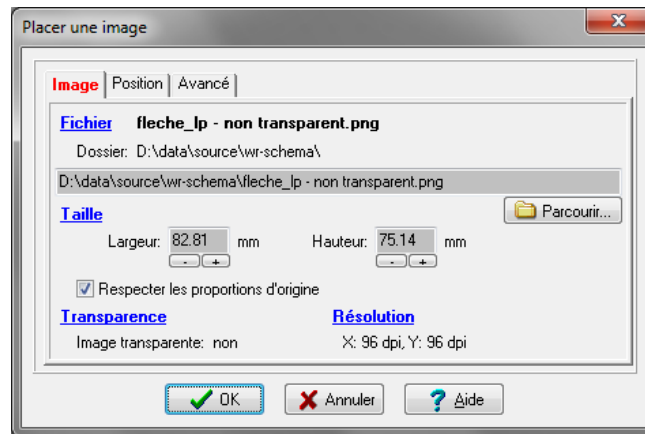 Placer une image
x
Image Position Avancé
Fichier fleche_lp - non transparent.png
Dossier: D:\data\source\wr-schema\
D:\data\source\wr-schema\fleche_lp - non transparent.png
Taille
Parcourir...
Largeur: 82.81 mm Hauteur: 75.14 mm
- + - +
Respecter les proportions d'origine
Transparence Résolution
Image transparente: non X: 96 dpi, Y: 96 dpi
OK Annuler ? Aide